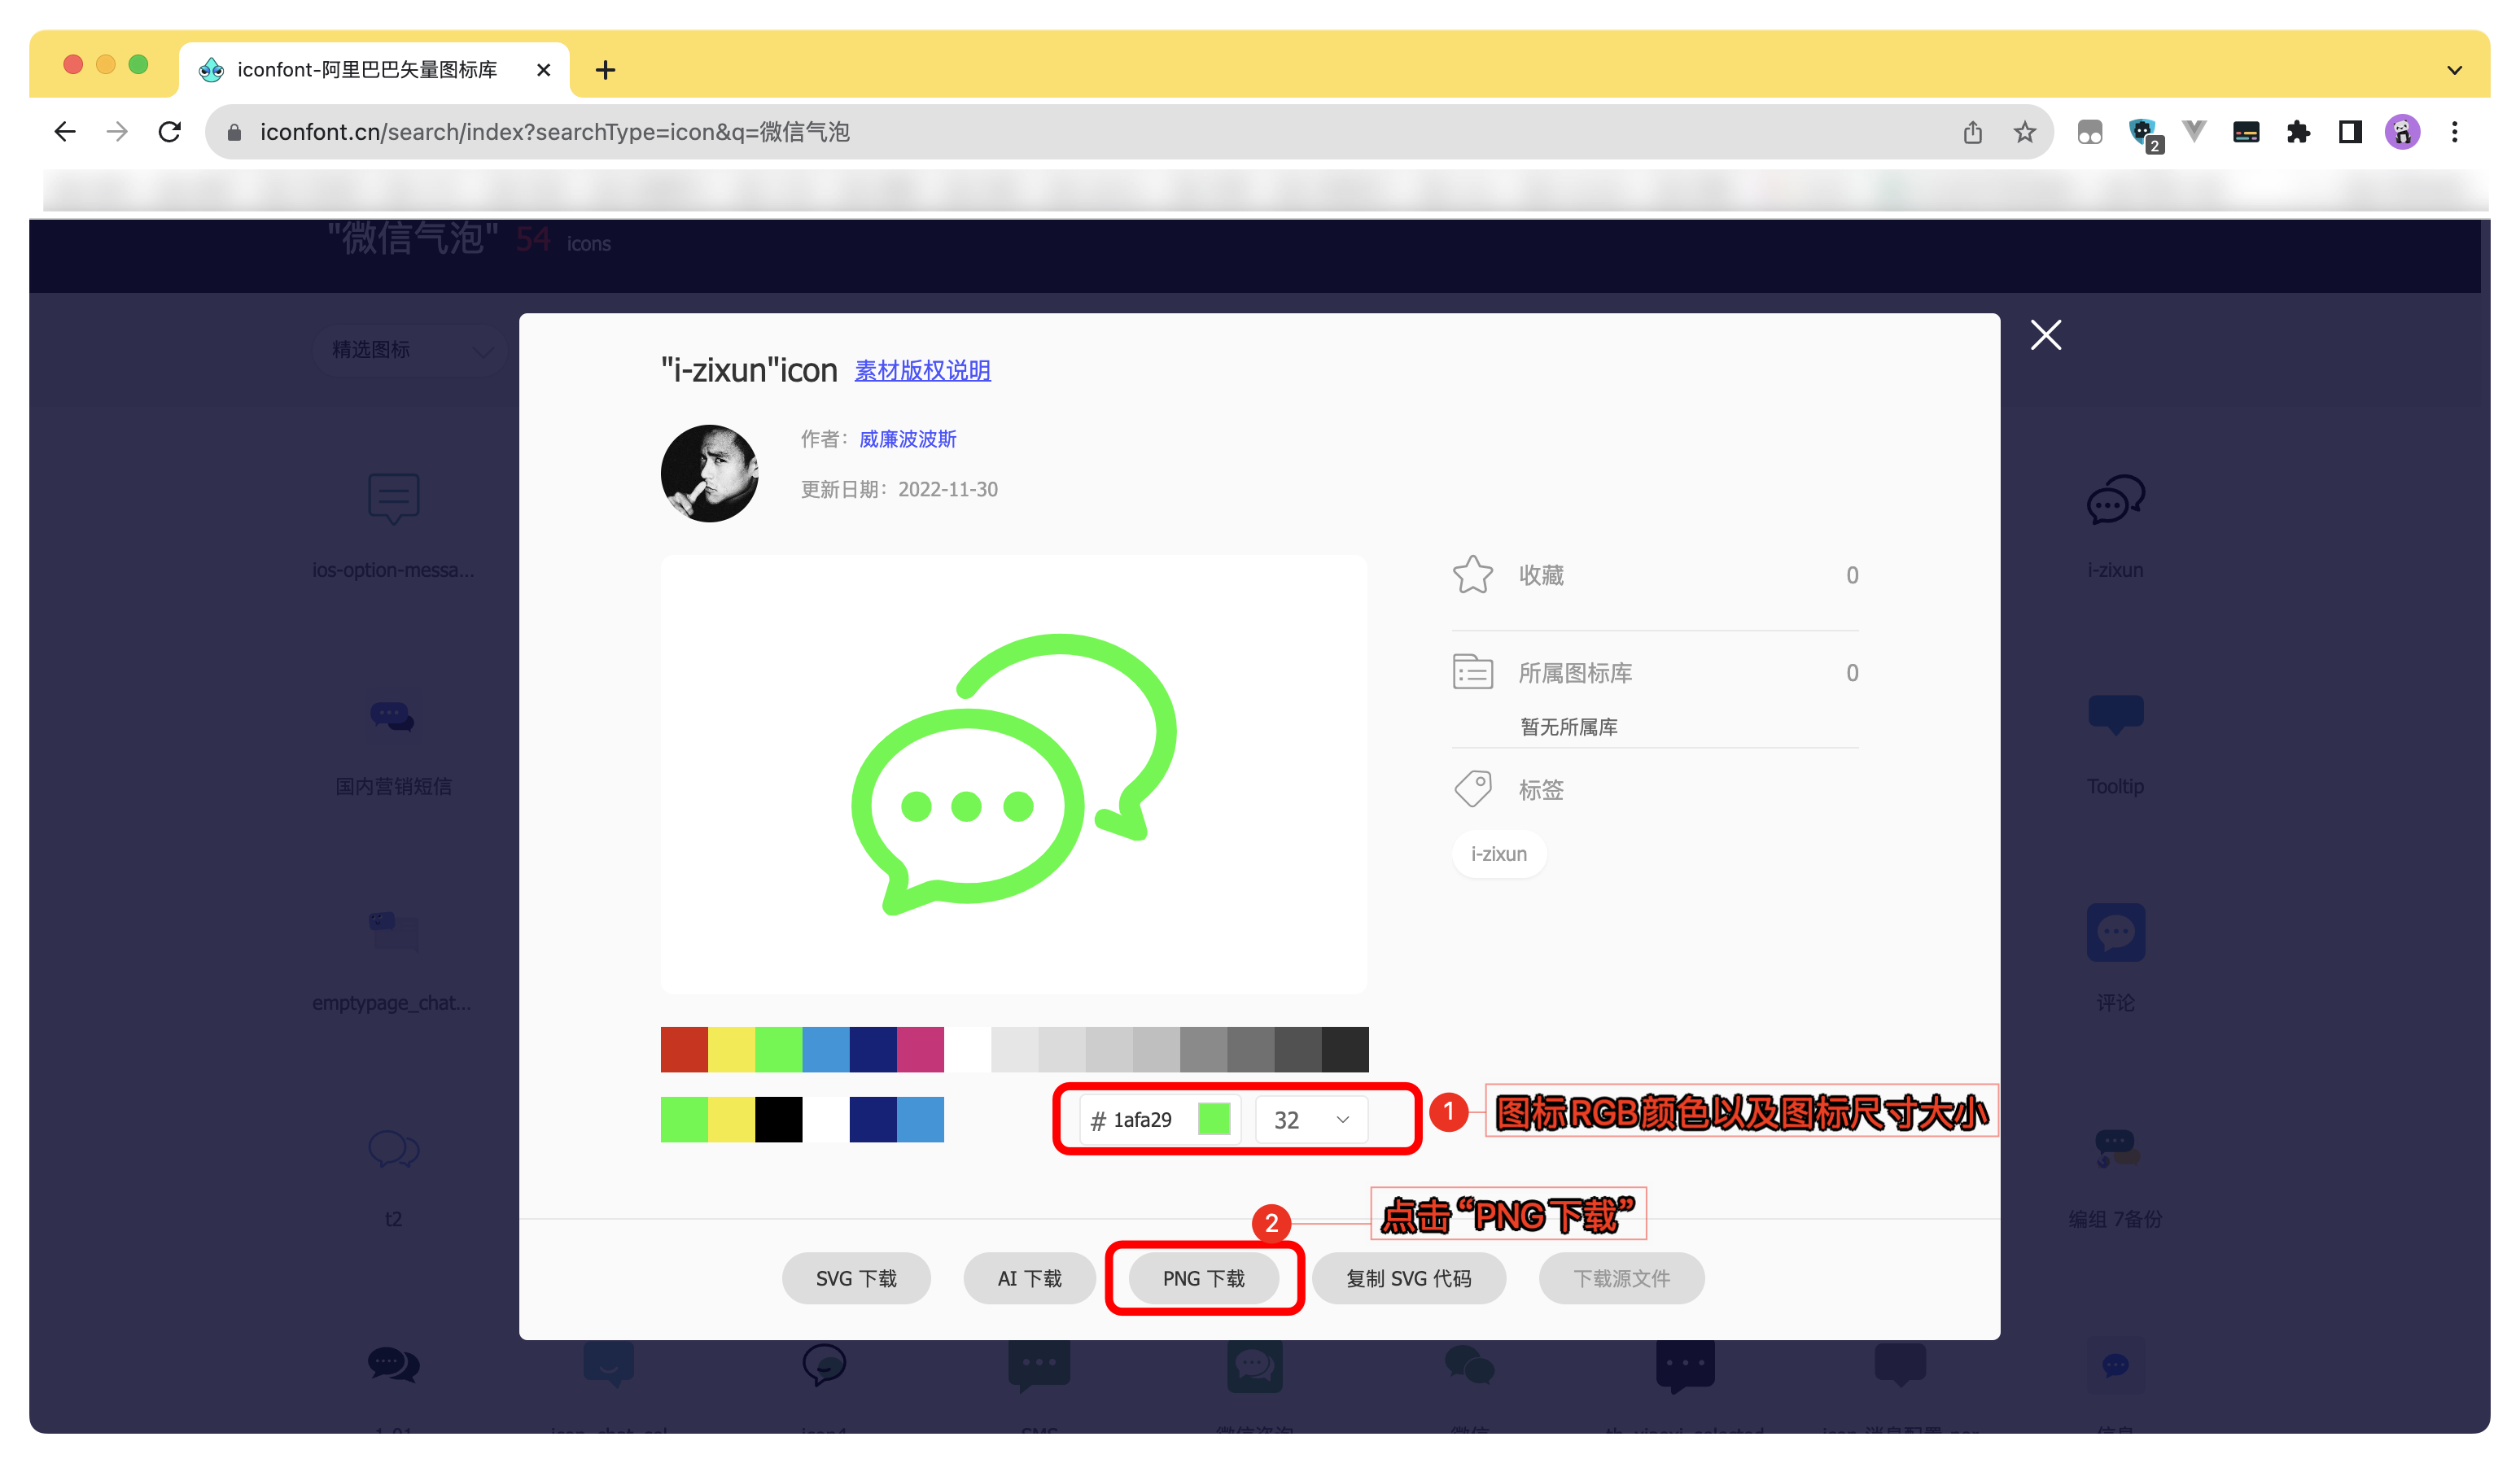 iconfont-阿里巴巴矢量图标库
iconfont.cn/search/index?searchType=icon&q=微信气泡
2
"微信气泡" 54 icons
精选图标
"i-zixun"icon 素材版权说明
作者：威廉波波斯
更新日期：2022-11-30
ios-option-messa...
收藏 0
i-zixun
所属图标库 0
暂无所属库
国内营销短信
标签
Tooltip
i-zixun
emptypage_chat...
评论
# 1afa29 32
1 图标RGB颜色以及图标尺寸大小
t2
2 点击“PNG下载”
编组 7备份
SVG 下载
AI 下载
PNG 下载
复制 SVG 代码
下载源文件